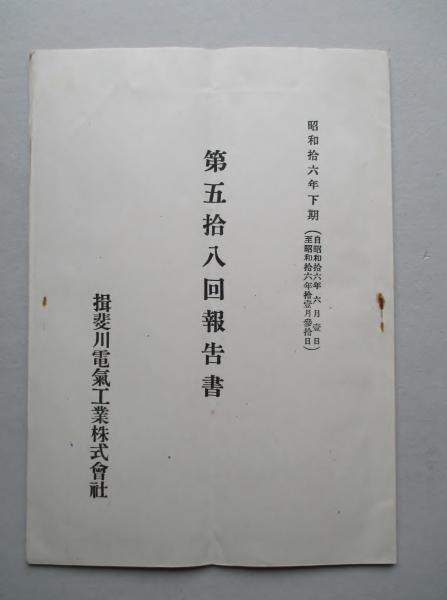 昭和拾六年下期
(自昭和拾六年六月壹日
至昭和拾六年拾壹月參拾日)
第五拾八回報告書
揖斐川電氣工業株式會社